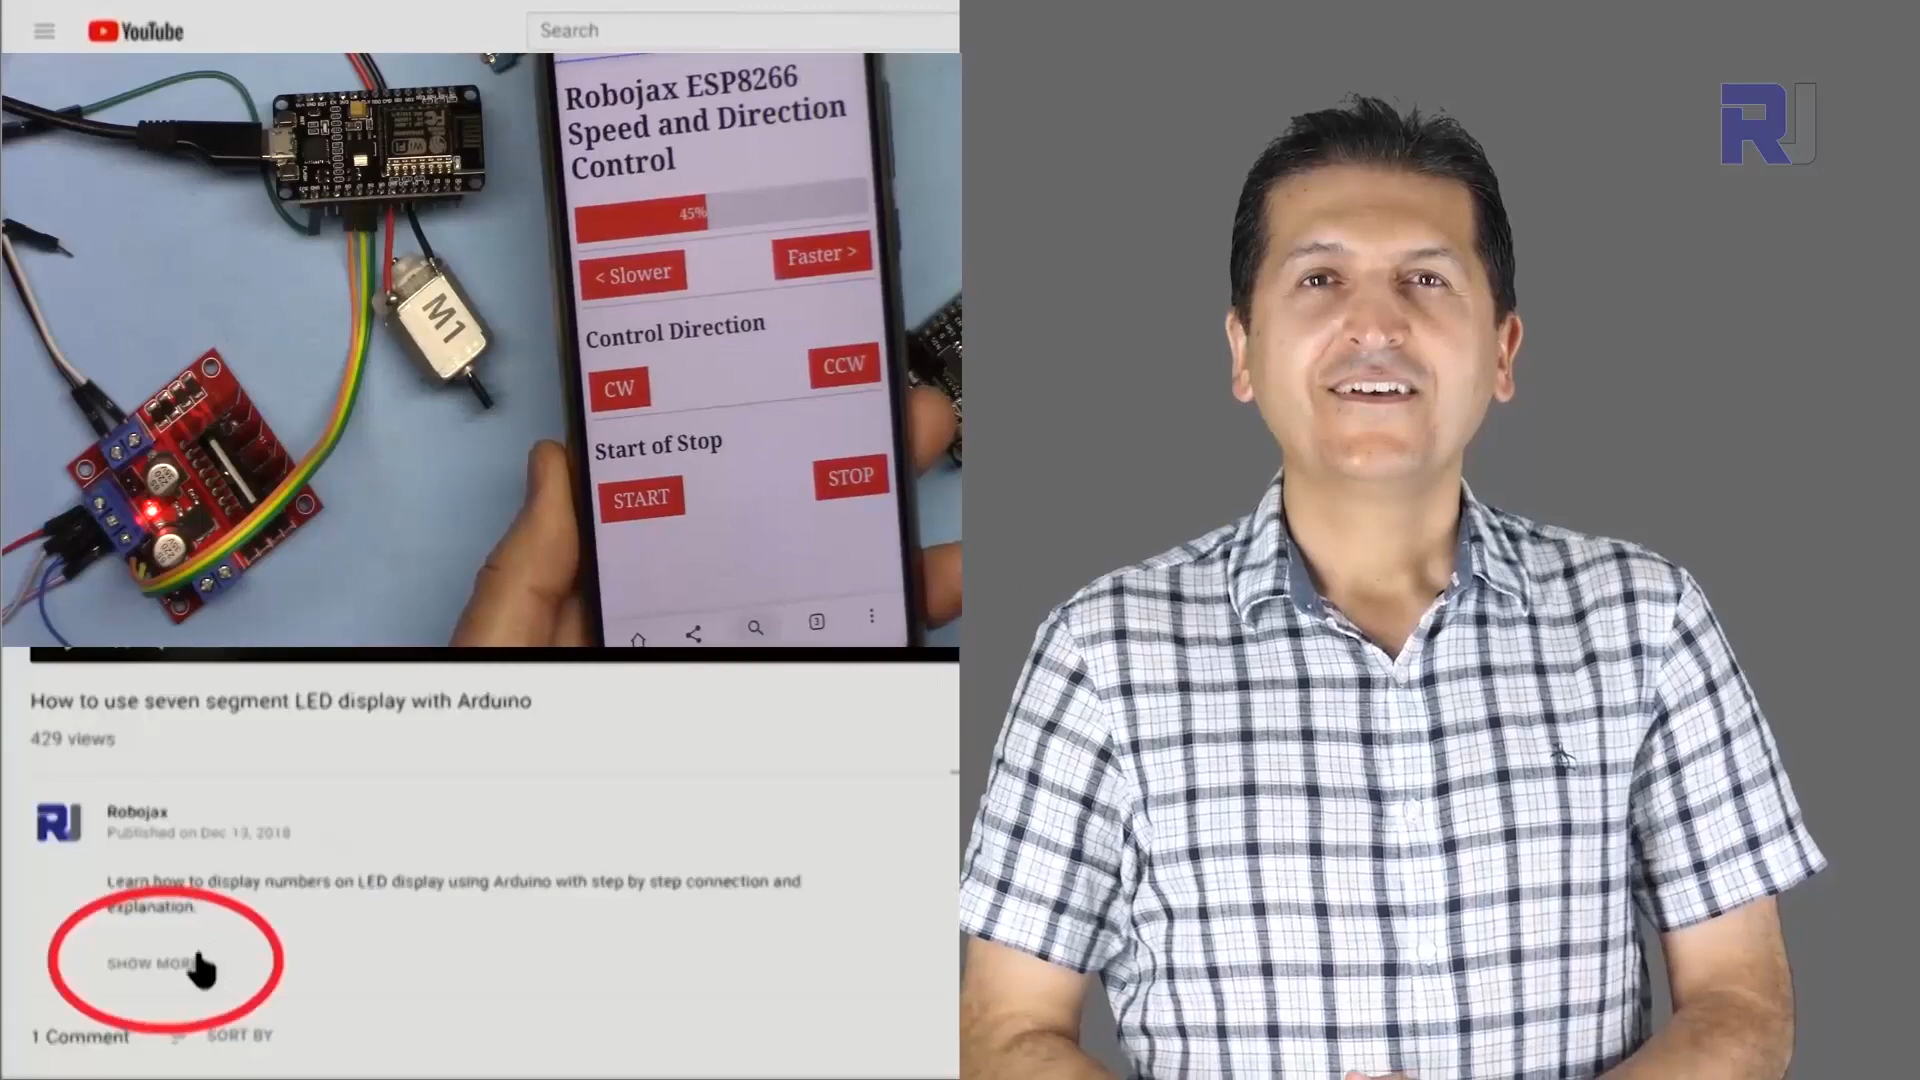 YouTube
Search
Robojax ESP8266
Speed and Direction
Control
45%
< Slower
Faster >
Control Direction
CW
CCW
Start of Stop
START
STOP
3
M1
RJ
How to use seven segment LED display with Arduino
429 views
RJ
Robojax
Published on Dec 13, 2018
Learn how to display numbers on LED display using Arduino with step by step connection and
explanation.
SHOW MORE
1 Comment
SORT BY